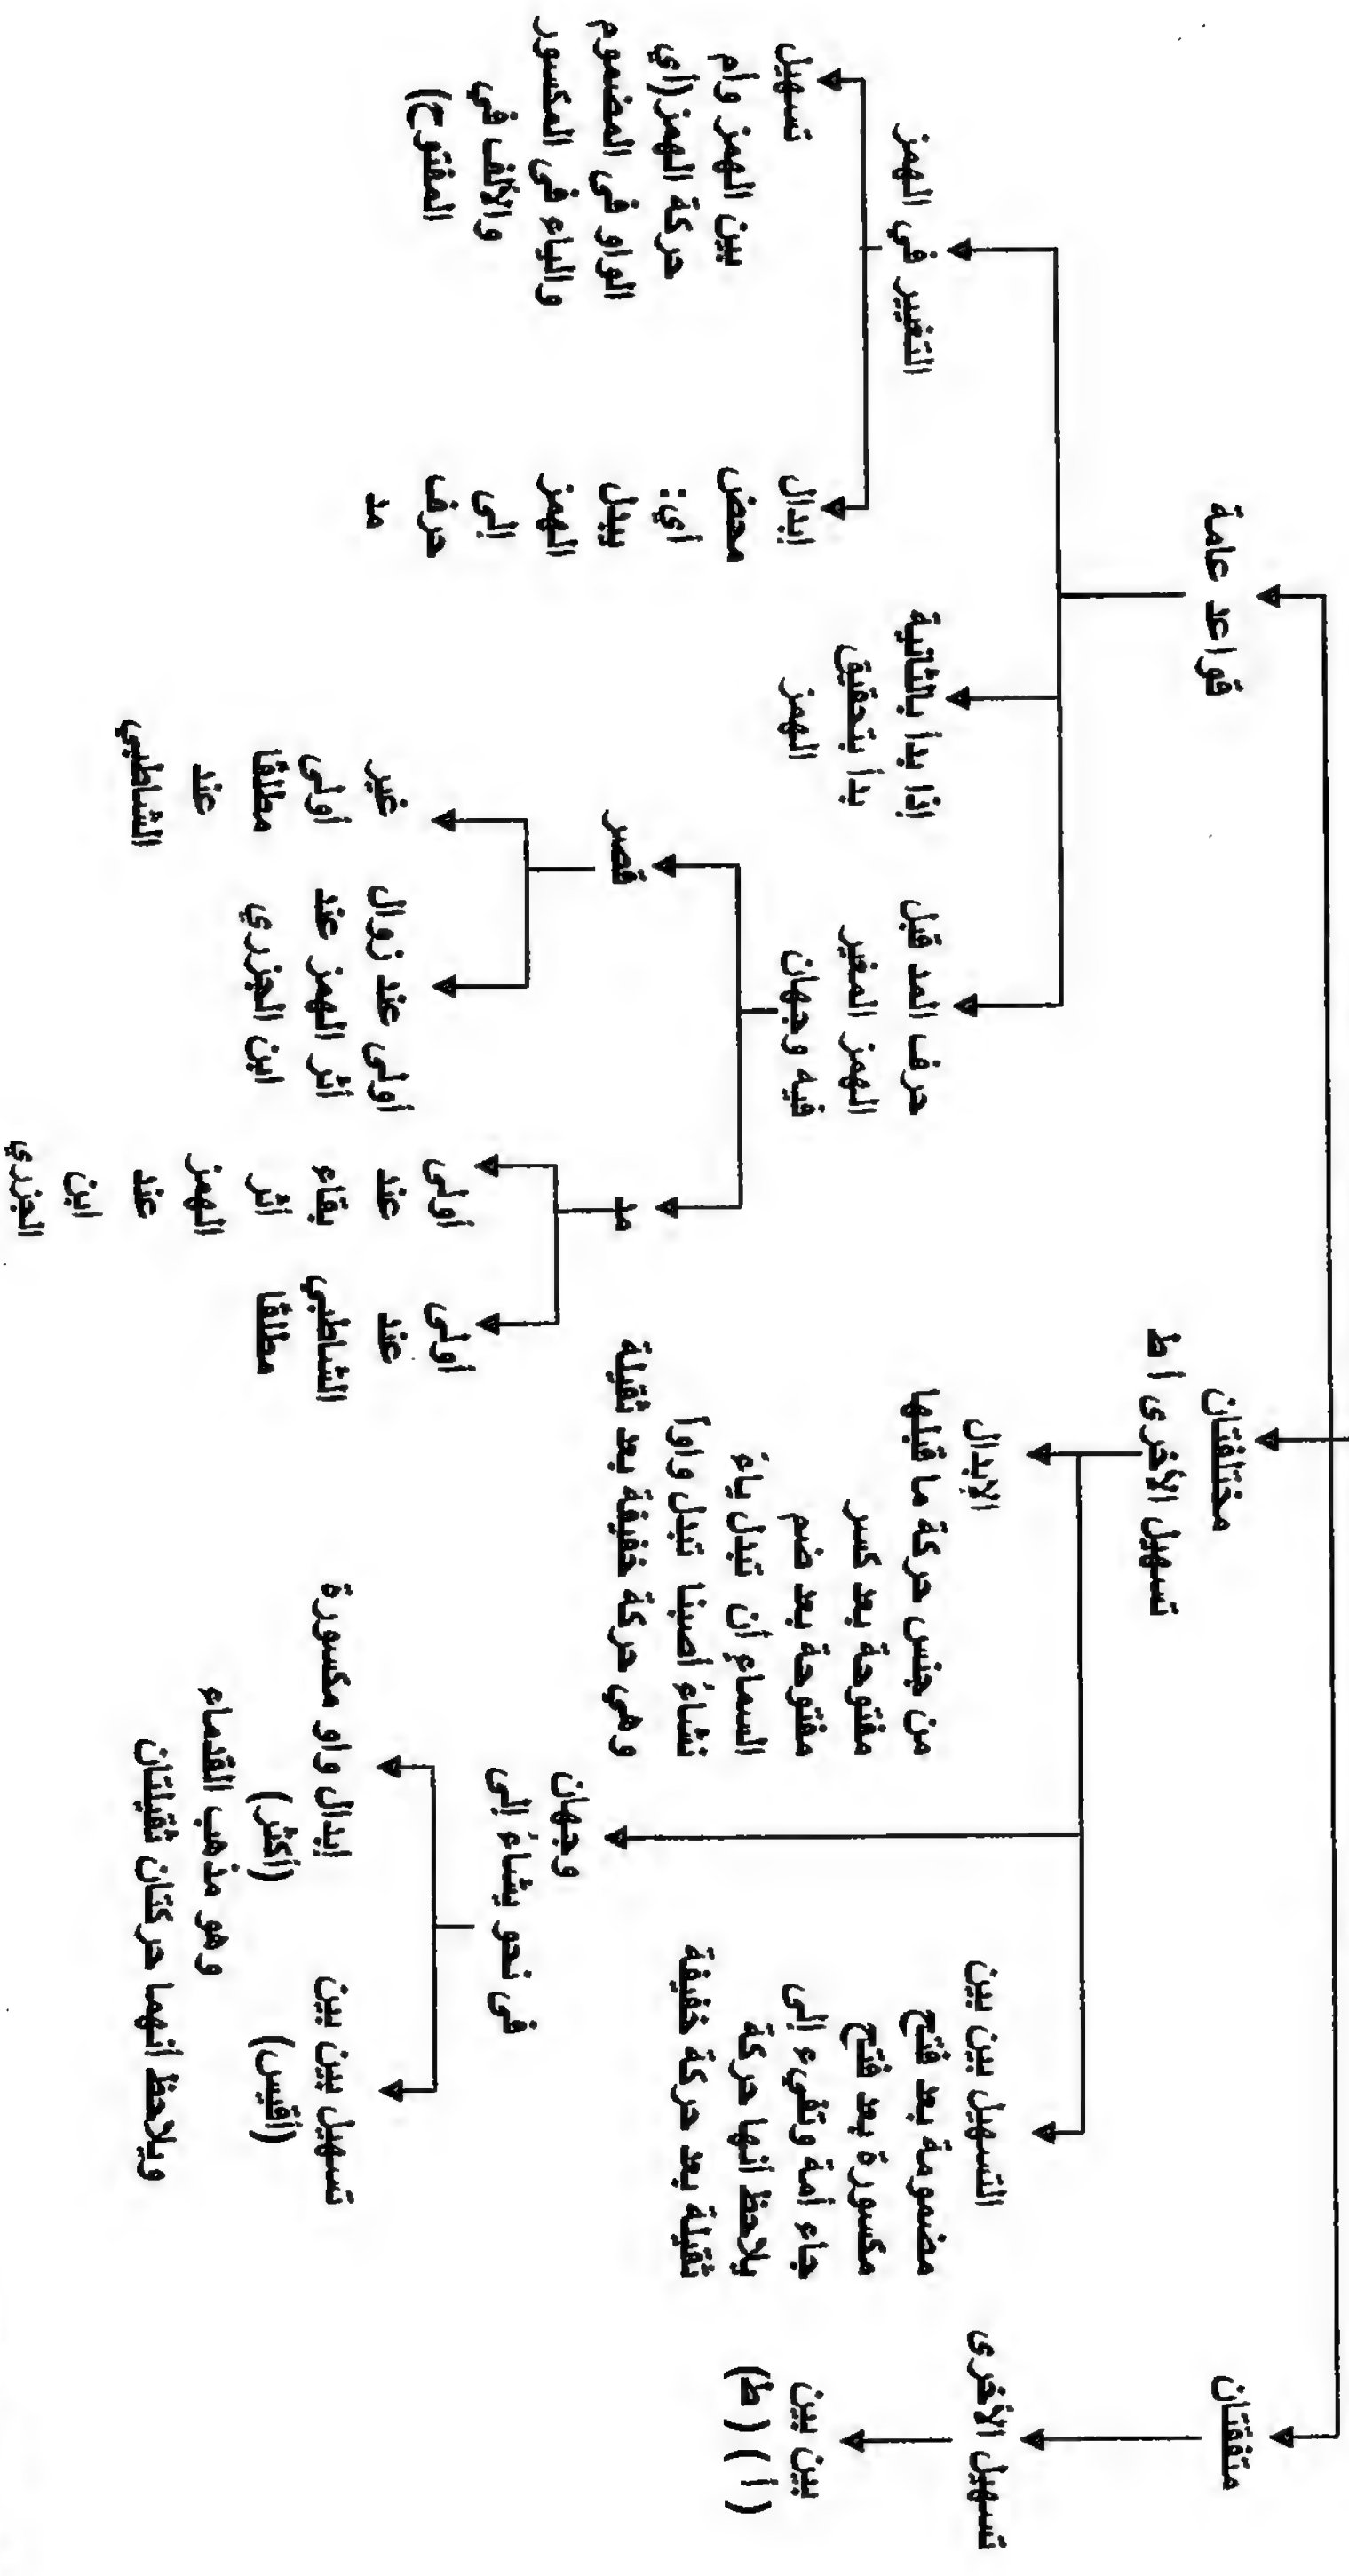 متفقتان
تسهيل الأخرى
بين بين
( أ ) ( ط )
مختلفتان
تسهيل الأخرى أ ط
التسهيل بين بين
مضمومة بعد فتح
مكسورة بعد فتح
جاء أمة وتفيء إلى
يلاحظ أنها حركة
ثقيلة بعد حركة خفيفة
وجهان
في نحو يشاءُ إلى
تسهيل بين بين
(أقيس)
إبدال واو مكسورة
(أكثر)
وهو مذهب القدماء
ويلاحظ أنهما حركتان ثقيلتان
الإبدال
من جنس حركة ما قبلها
مفتوحة بعد كسر
مفتوحة بعد ضم
السماءِ أن تبدل ياءً
نشاءُ أصبنا تبدل واواً
وهي حركة خفيفة بعد ثقيلة
قواعد عامة
حرف المد قبل
الهمز المغير
فيه وجهان
مد
أولى
عند
الشاطبي
مطلقًا
أولى
عند
بقاء
أثر
الهمز
عند
ابن
الجزري
قصر
أولى عند زوال
أثر الهمز عند
ابن الجزري
غير
أولى
مطلقًا
عند
الشاطبي
إذا بدأ بالثانية
بدأ بتحقيق
الهمز
التغيير في الهمز
إبدال
محض
أي:
يبدل
الهمز
إلى
حرف
مد
تسهيل
بين الهمز وأم
حركة الهمز(أي
الواو في المضموم
والياء في المكسور
والألف في
المفتوح)